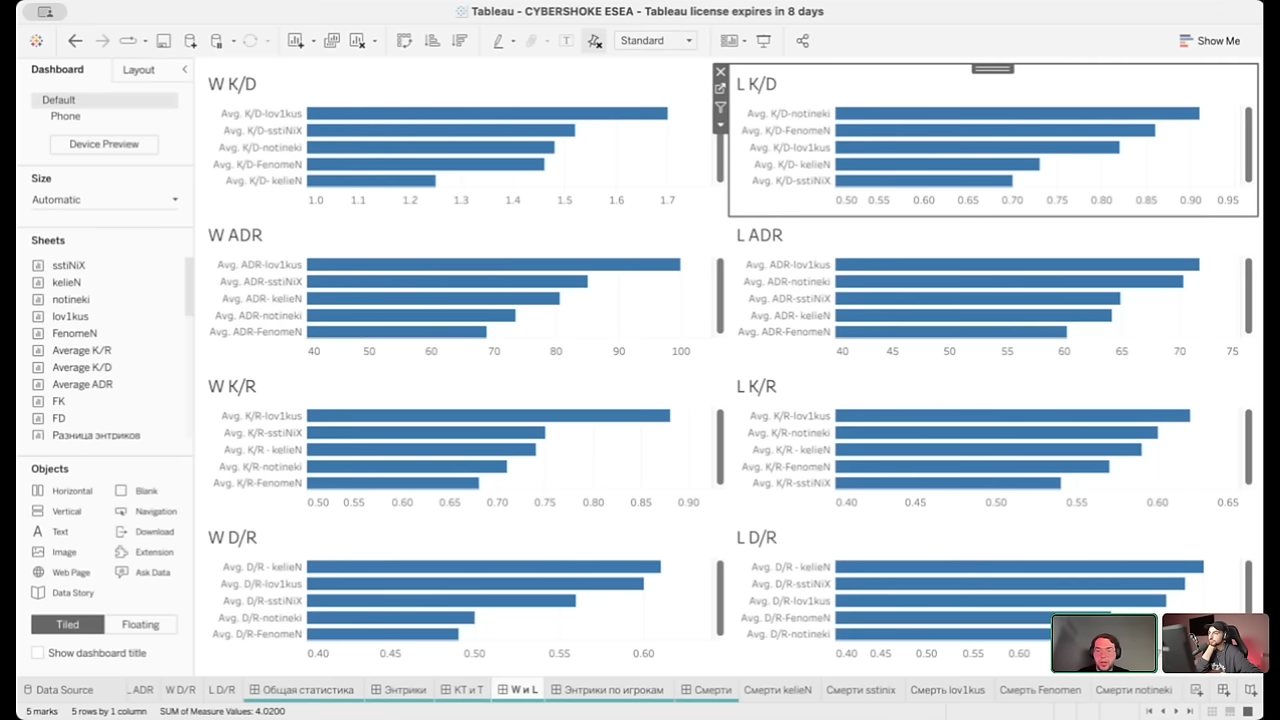 Tableau - CYBERSHOKE ESEA - Tableau license expires in 8 days
Standard
Show Me
Dashboard
Layout
Default
Phone
Device Preview
Size
Automatic
Sheets
sstiNiX
kelieN
notineki
lov1kus
FenomeN
Average K/R
Average K/D
Average ADR
FK
FD
Разница энтриков
Objects
Horizontal
Blank
Vertical
Navigation
Text
Download
Image
Extension
Web Page
Ask Data
Data Story
Tiled
Floating
Show dashboard title
W K/D
Avg. K/D-lov1kus
Avg. K/D-sstiNiX
Avg. K/D-notineki
Avg. K/D-FenomeN
Avg. K/D- kelieN
1.0 1.1 1.2 1.3 1.4 1.5 1.6 1.7
L K/D
Avg. K/D-notineki
Avg. K/D-FenomeN
Avg. K/D-lov1kus
Avg. K/D- kelieN
Avg. K/D-sstiNiX
0.50 0.55 0.60 0.65 0.70 0.75 0.80 0.85 0.90 0.95
W ADR
Avg. ADR-lov1kus
Avg. ADR-sstiNiX
Avg. ADR- kelieN
Avg. ADR-notineki
Avg. ADR-FenomeN
40 50 60 70 80 90 100
L ADR
Avg. ADR-lov1kus
Avg. ADR-notineki
Avg. ADR-sstiNiX
Avg. ADR- kelieN
Avg. ADR-FenomeN
40 45 50 55 60 65 70 75
W K/R
Avg. K/R-lov1kus
Avg. K/R-sstiNiX
Avg. K/R - kelieN
Avg. K/R-notineki
Avg. K/R-FenomeN
0.50 0.55 0.60 0.65 0.70 0.75 0.80 0.85 0.90
L K/R
Avg. K/R-lov1kus
Avg. K/R-notineki
Avg. K/R - kelieN
Avg. K/R-FenomeN
Avg. K/R-sstiNiX
0.40 0.45 0.50 0.55 0.60 0.65
W D/R
Avg. D/R - kelieN
Avg. D/R-lov1kus
Avg. D/R-sstiNiX
Avg. D/R-notineki
Avg. D/R-FenomeN
0.40 0.45 0.50 0.55 0.60
L D/R
Avg. D/R - kelieN
Avg. D/R-sstiNiX
Avg. D/R-lov1kus
Avg. D/R-FenomeN
Avg. D/R-notineki
0.40 0.45 0.50 0.55 0.60
Data Source
L ADR
W D/R
L D/R
Общая статистика
Энтрики
КТ и Т
W и L
Энтрики по игрокам
Смерти
Смерти kelieN
Смерти sstinix
Смерть lov1kus
Смерть Fenomen
Смерти notineki
5 marks
5 rows by 1 column
SUM of Measure Values: 4.0200